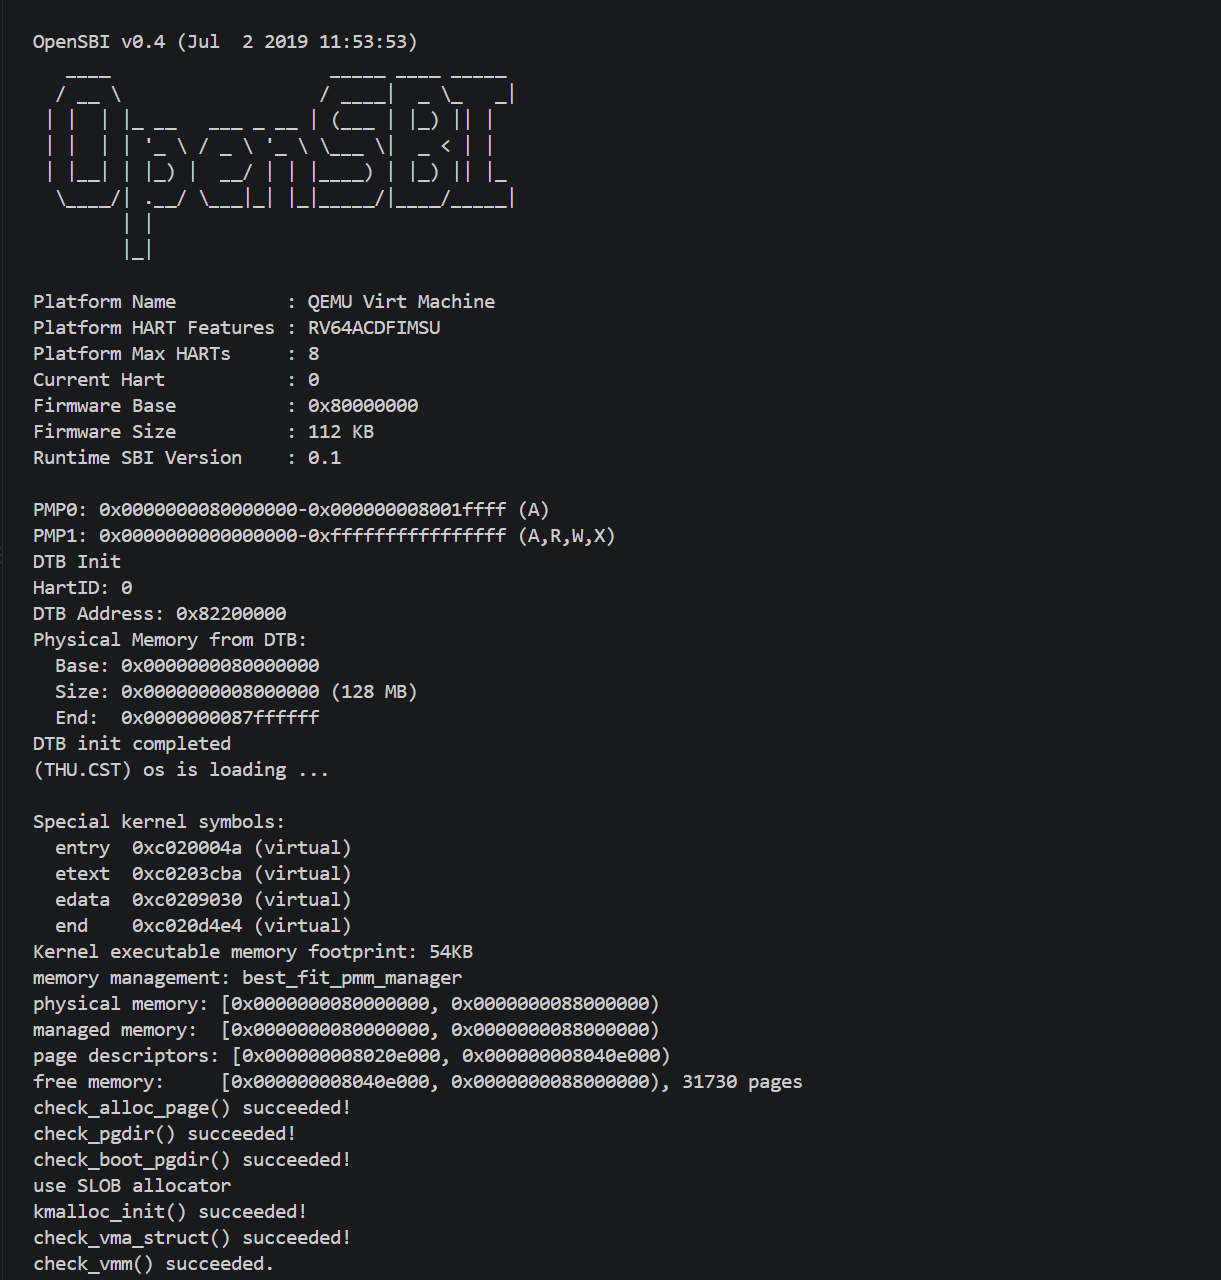 OpenSBI v0.4 (Jul  2 2019 11:53:53)
   ____                    _____ ____ _____
  / __ \                  / ____|  _ \_   _|
 | |  | |_ __   ___ _ __ | (___ | |_) || |
 | |  | | '_ \ / _ \ '_ \ \___ \|  _ < | |
 | |__| | |_) |  __/ | | |____) | |_) || |_
  \____/| .__/ \___|_| |_|_____/|____/_____|
        | |
        |_|

Platform Name          : QEMU Virt Machine
Platform HART Features : RV64ACDFIMSU
Platform Max HARTs     : 8
Current Hart           : 0
Firmware Base          : 0x80000000
Firmware Size          : 112 KB
Runtime SBI Version    : 0.1

PMP0: 0x0000000080000000-0x000000008001ffff (A)
PMP1: 0x0000000000000000-0xffffffffffffffff (A,R,W,X)
DTB Init
HartID: 0
DTB Address: 0x82200000
Physical Memory from DTB:
  Base: 0x0000000080000000
  Size: 0x0000000008000000 (128 MB)
  End:  0x0000000087ffffff
DTB init completed
(THU.CST) os is loading ...

Special kernel symbols:
  entry  0xc020004a (virtual)
  etext  0xc0203cba (virtual)
  edata  0xc0209030 (virtual)
  end    0xc020d4e4 (virtual)
Kernel executable memory footprint: 54KB
memory management: best_fit_pmm_manager
physical memory: [0x0000000080000000, 0x0000000088000000)
managed memory:  [0x0000000080000000, 0x0000000088000000)
page descriptors: [0x000000008020e000, 0x000000008040e000)
free memory:     [0x000000008040e000, 0x0000000088000000), 31730 pages
check_alloc_page() succeeded!
check_pgdir() succeeded!
check_boot_pgdir() succeeded!
use SLOB allocator
kmalloc_init() succeeded!
check_vma_struct() succeeded!
check_vmm() succeeded.